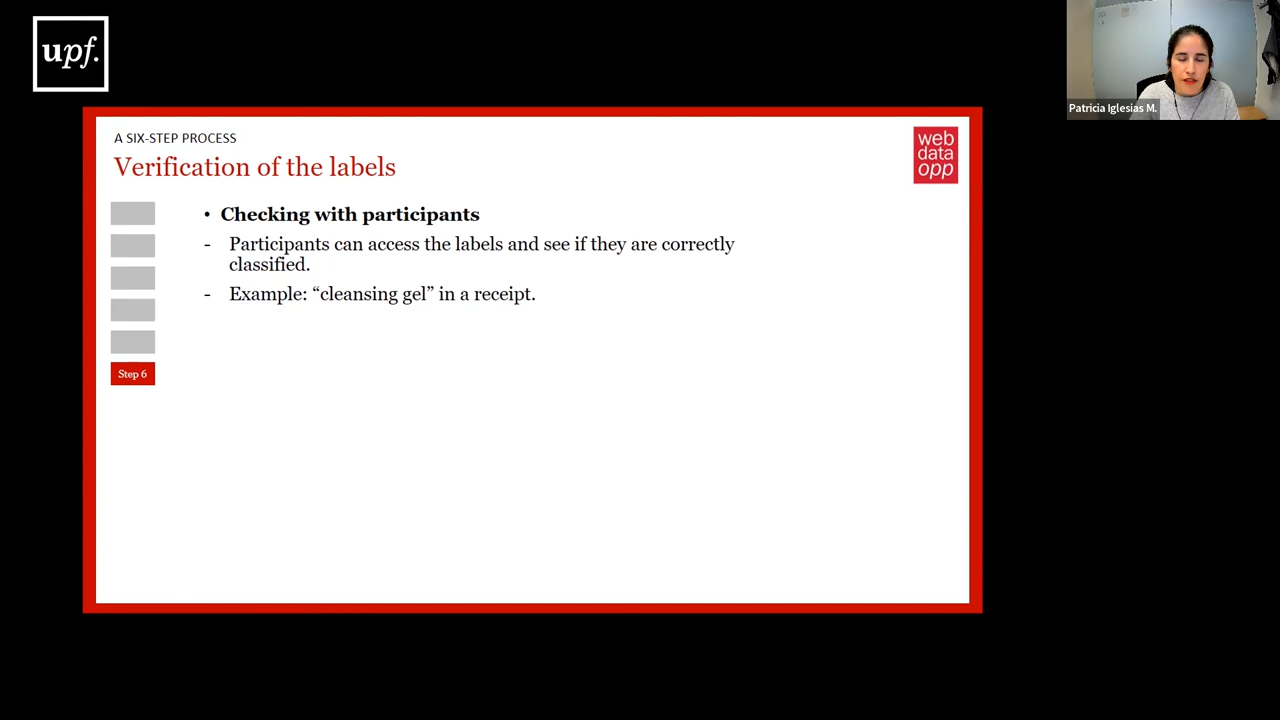 upf.
Patricia Iglesias M.
A SIX-STEP PROCESS
Verification of the labels
web
data
opp
• Checking with participants
- Participants can access the labels and see if they are correctly
classified.
- Example: “cleansing gel” in a receipt.
Step 6